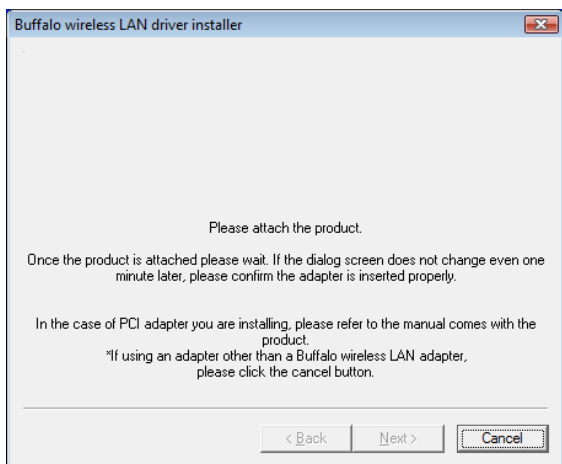 Buffalo wireless LAN driver installer
Please attach the product.
Once the product is attached please wait. If the dialog screen does not change even one
minute later, please confirm the adapter is inserted properly.
In the case of PCI adapter you are installing, please refer to the manual comes with the
product.
*If using an adapter other than a Buffalo wireless LAN adapter,
please click the cancel button.
< Back
Next >
Cancel